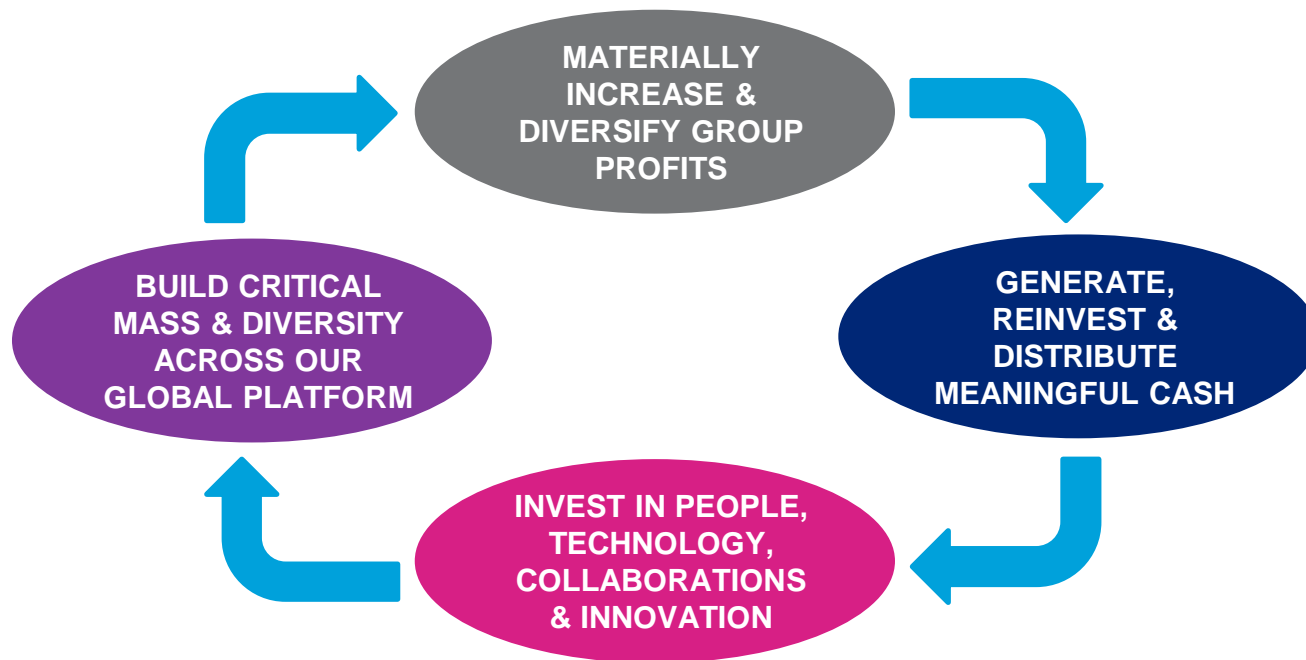 MATERIALLY
INCREASE &
DIVERSIFY GROUP
PROFITS
GENERATE,
REINVEST &
DISTRIBUTE
MEANINGFUL CASH
INVEST IN PEOPLE,
TECHNOLOGY,
COLLABORATIONS
& INNOVATION
BUILD CRITICAL
MASS & DIVERSITY
ACROSS OUR
GLOBAL PLATFORM